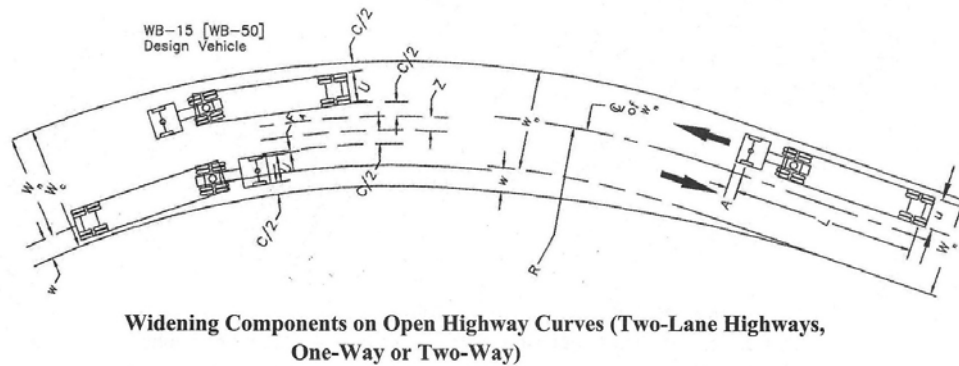 WB-15 [WB-50]
Design Vehicle
C/2
C/2
Z
U
F
U
C/2
C/2
W
W
c
w
w
W
R
℄
of
W
A
L
u
W
Widening Components on Open Highway Curves (Two-Lane Highways,
One-Way or Two-Way)